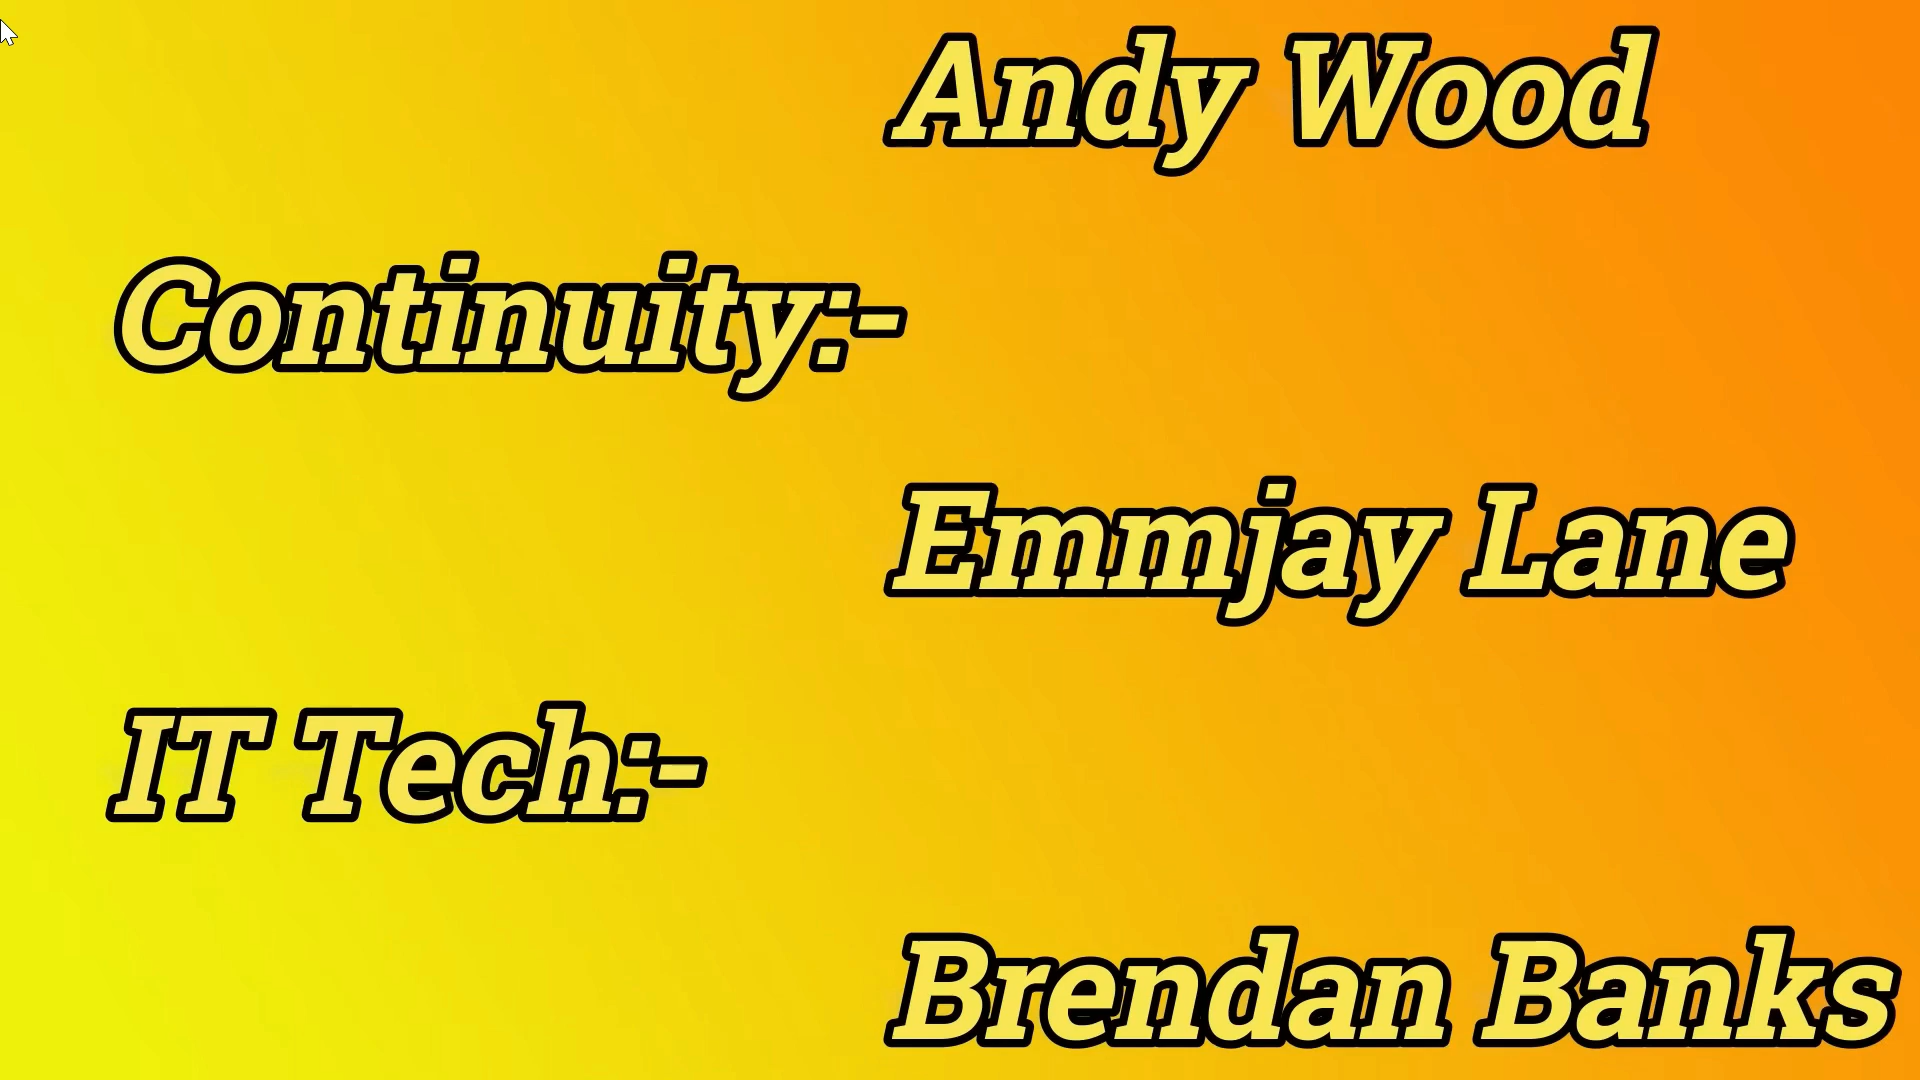 Andy Wood
Continuity:-
Emmjay Lane
IT Tech:-
Brendan Banks